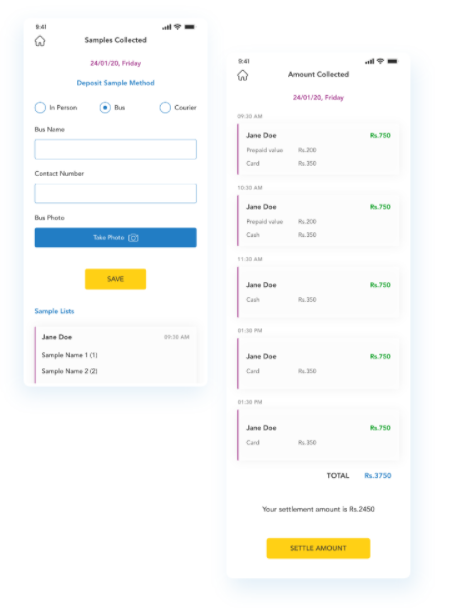 9:41
Samples Collected
24/01/20, Friday
Deposit Sample Method
In Person Bus Courier
Bus Name
Contact Number
Bus Photo
Take Photo
SAVE
Sample Lists
Jane Doe 09:30 AM
Sample Name 1 (1)
Sample Name 2 (2)
9:41
Amount Collected
24/01/20, Friday
09:30 AM
Jane Doe Rs.750
Prepaid value Rs.200
Card Rs.350
10:30 AM
Jane Doe Rs.750
Prepaid value Rs.200
Cash Rs.350
11:30 AM
Jane Doe Rs.750
Cash Rs.350
01:30 PM
Jane Doe Rs.750
Card Rs.350
01:30 PM
Jane Doe Rs.750
Card Rs.350
TOTAL Rs.3750
Your settlement amount is Rs.2450
SETTLE AMOUNT